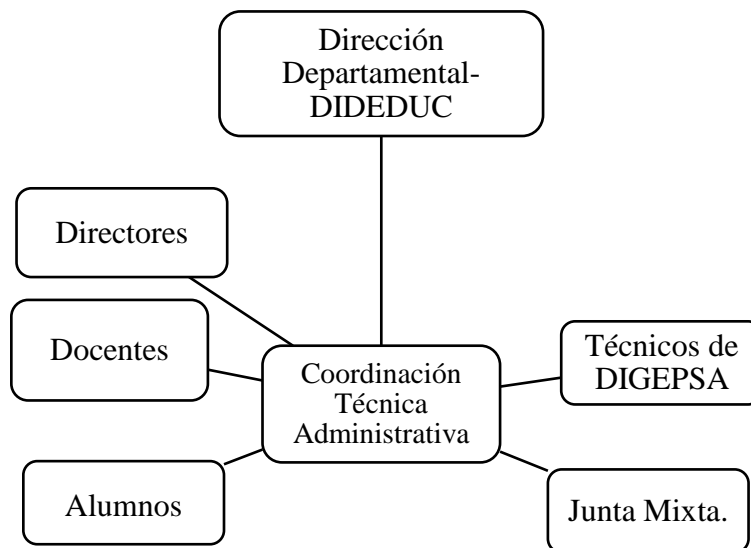 Dirección
Departamental-
DIDEDUC
Directores
Docentes
Coordinación
Técnica
Administrativa
Técnicos de
DIGEPSA
Alumnos
Junta Mixta.